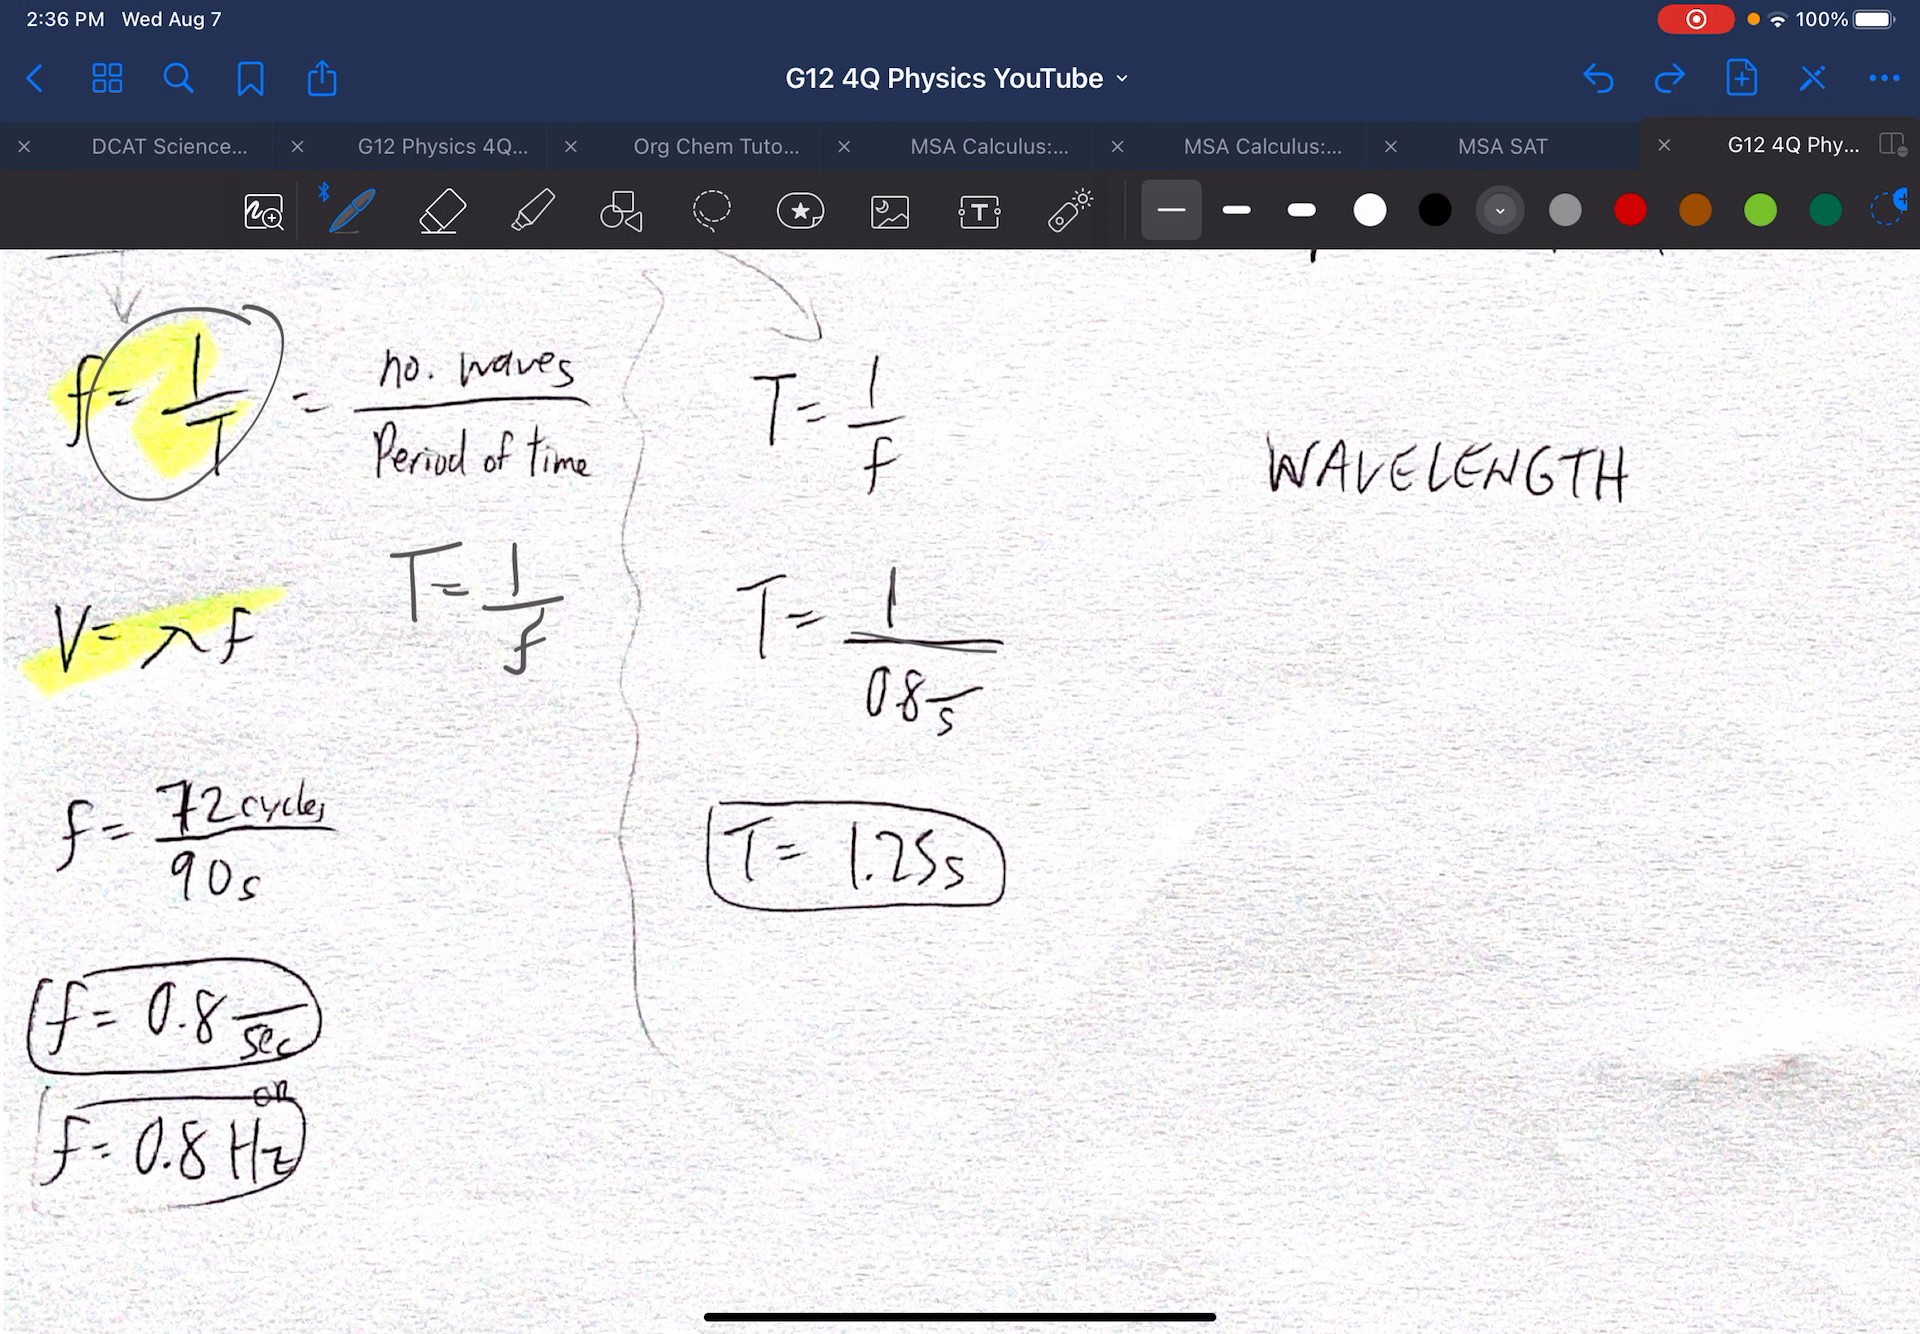 2:36 PM Wed Aug 7
100%
G12 4Q Physics YouTube
DCAT Science...
G12 Physics 4Q...
Org Chem Tuto...
MSA Calculus:...
MSA Calculus:...
MSA SAT
G12 4Q Phy...
f = 1/T = no. waves / Period of time
T = 1/f
V = λ f
f = 72 cycles / 90s
f = 0.8 /sec
OR
f = 0.8 Hz
T = 1/f
T = 1 / 0.8/s
T = 1.25s
WAVELENGTH